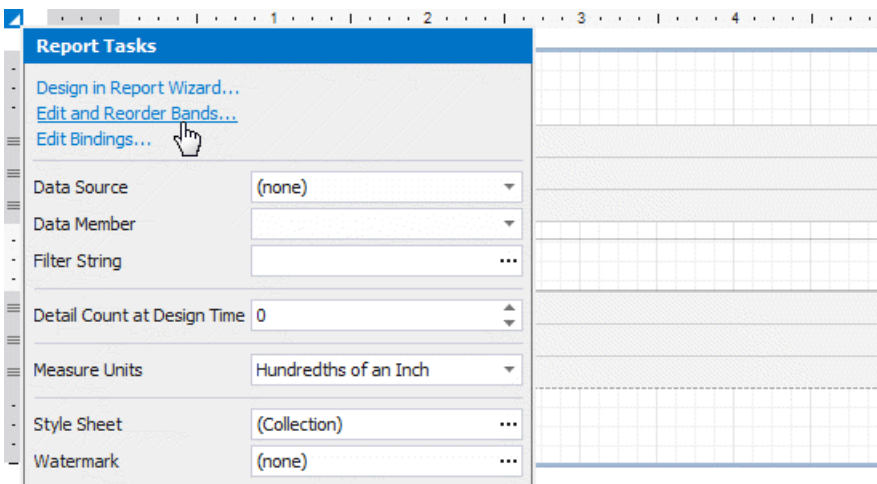 1 2 3 4
Report Tasks
Design in Report Wizard...
Edit and Reorder Bands...
Edit Bindings...
Data Source (none)
Data Member
Filter String ...
Detail Count at Design Time 0
Measure Units Hundredths of an Inch
Style Sheet (Collection) ...
Watermark (none) ...